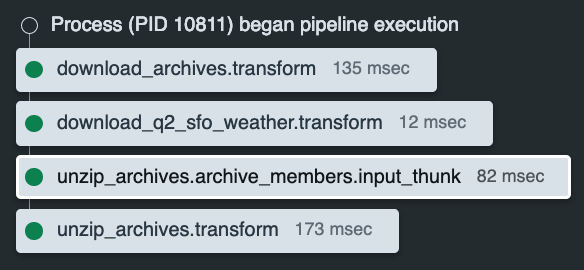 Process (PID 10811) began pipeline execution
download_archives.transform 135 msec
download_q2_sfo_weather.transform 12 msec
unzip_archives.archive_members.input_thunk 82 msec
unzip_archives.transform 173 msec